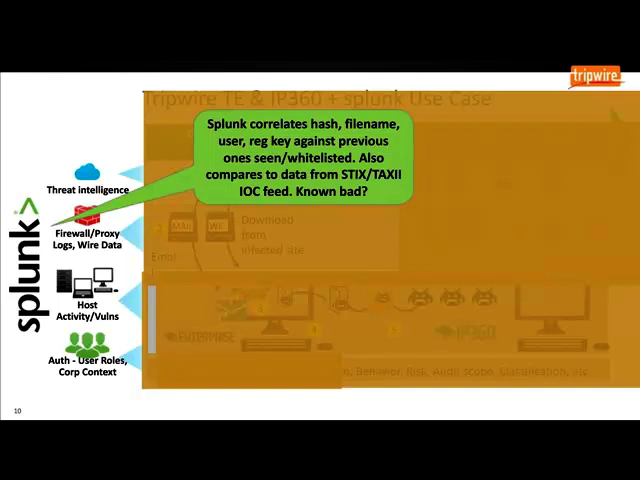 tripwire
Tripwire TE & IP360 + splunk Use Case
Splunk correlates hash, filename,
user, reg key against previous
ones seen/whitelisted. Also
compares to data from STIX/TAXII
IOC feed. Known bad?
Threat intelligence
Firewall/Proxy
Logs, Wire Data
Download
from
infected site
splunk>
Host
Activity/Vulns
ENTERPRISE
IP360
Auth - User Roles,
Corp Context
Behavior, Risk, Audit scope, Classification, etc
10